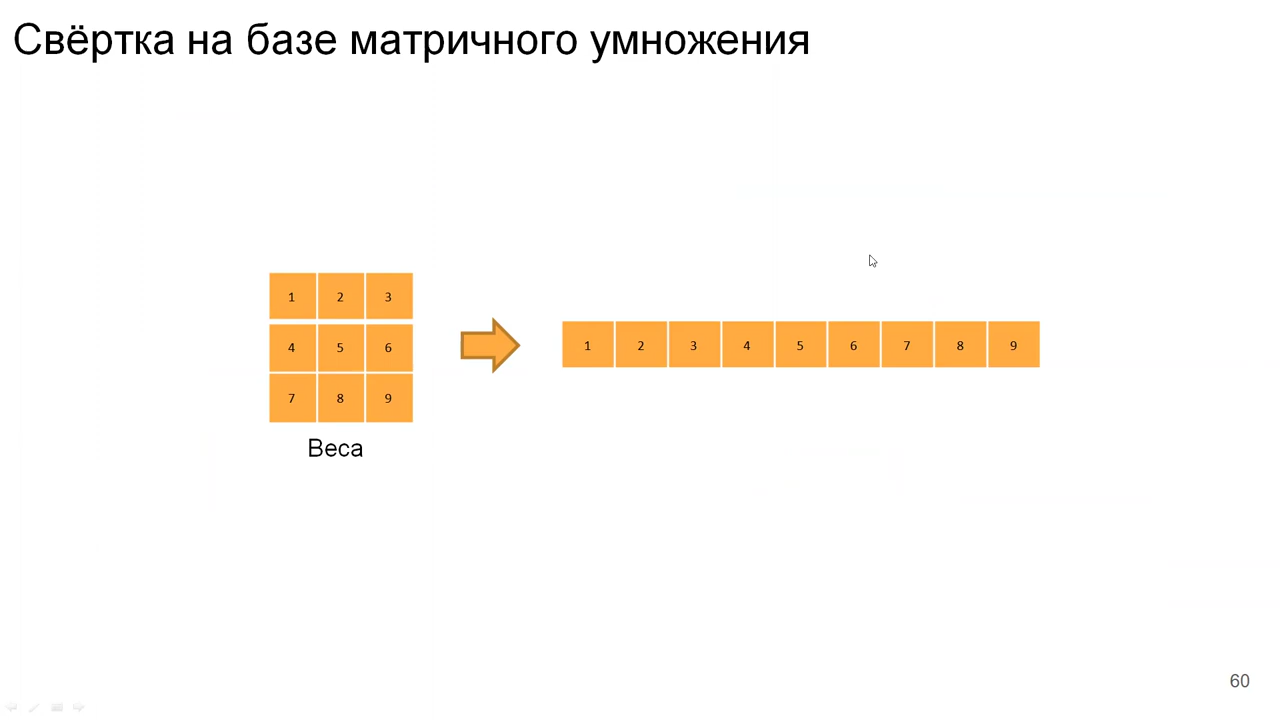 Свёртка на базе матричного умножения
1 2 3
4 5 6
7 8 9
Веса
1 2 3 4 5 6 7 8 9
60